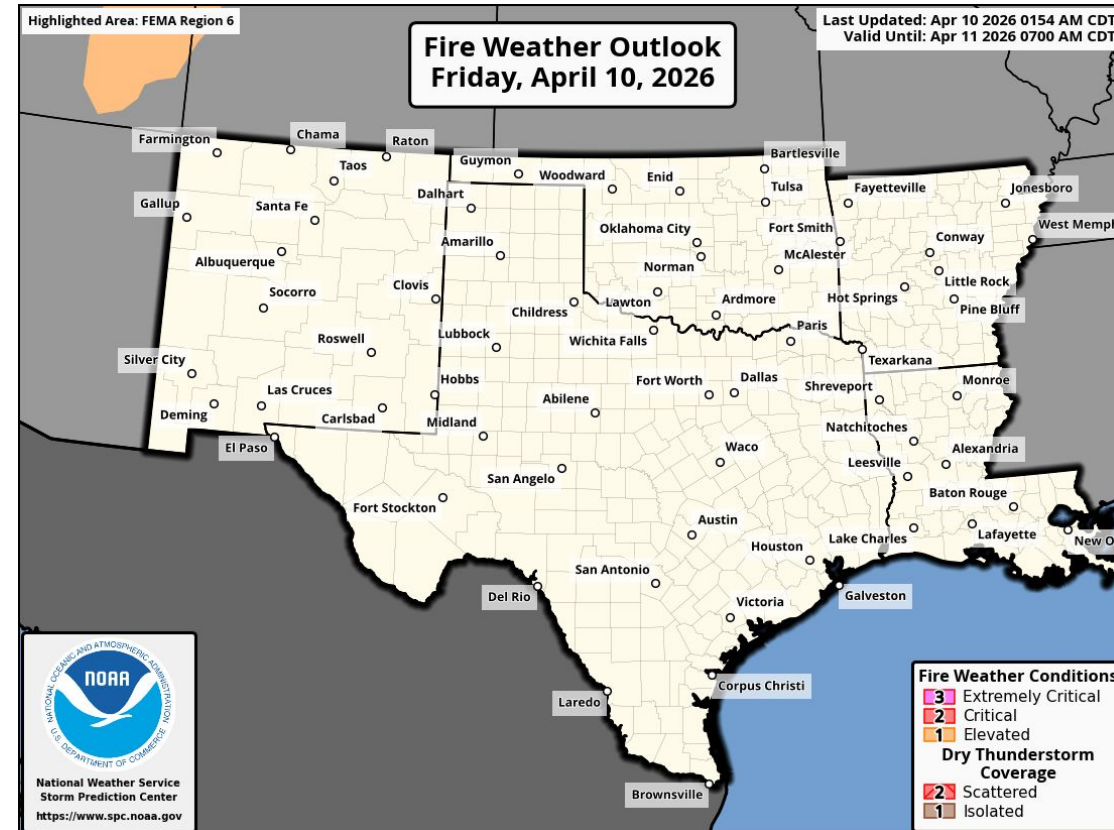 Highlighted Area: FEMA Region 6
Fire Weather Outlook
Friday, April 10, 2026
Last Updated: Apr 10 2026 0154 AM CDT
Valid Until: Apr 11 2026 0700 AM CDT
Farmington
Chama
Raton
Taos
Guymon
Woodward
Enid
Bartlesville
Tulsa
Fayetteville
Jonesboro
Gallup
Santa Fe
Dalhart
Amarillo
Oklahoma City
Fort Smith
Conway
West Memph
Albuquerque
Norman
McAlester
Socorro
Clovis
Childress
Lawton
Ardmore
Hot Springs
Little Rock
Pine Bluff
Roswell
Lubbock
Wichita Falls
Paris
Texarkana
Silver City
Las Cruces
Hobbs
Fort Worth
Dallas
Shreveport
Monroe
Deming
Carlsbad
Midland
Abilene
Natchitoches
El Paso
Waco
Alexandria
San Angelo
Leesville
Fort Stockton
Baton Rouge
Austin
Houston
Lake Charles
Lafayette
New O
San Antonio
Del Rio
Victoria
Galveston
Laredo
Corpus Christi
Brownsville
NATIONAL OCEANIC AND ATMOSPHERIC ADMINISTRATION
NOAA
U.S. DEPARTMENT OF COMMERCE
National Weather Service
Storm Prediction Center
https://www.spc.noaa.gov
Fire Weather Conditions
3 Extremely Critical
2 Critical
1 Elevated
Dry Thunderstorm
Coverage
2 Scattered
1 Isolated